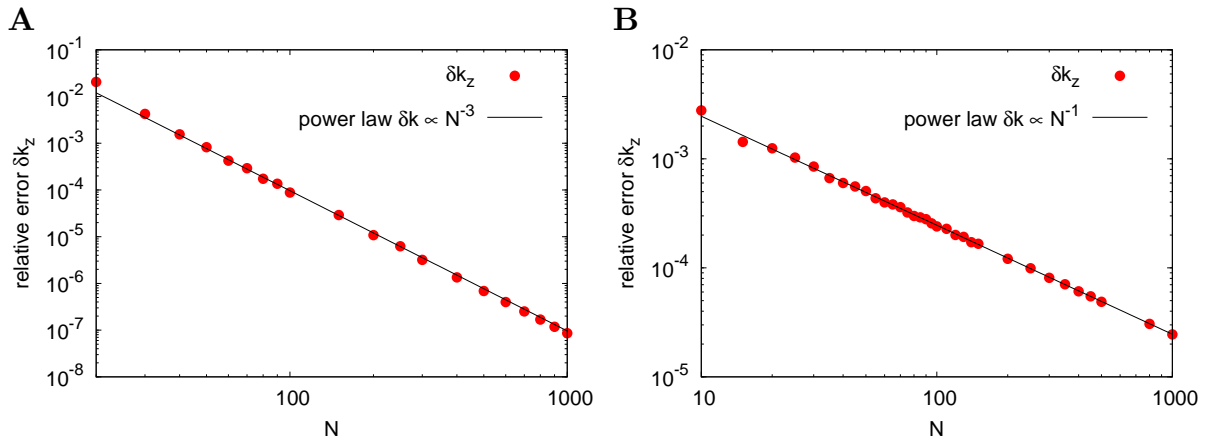 A
relative error δk_z
10^-1
10^-2
10^-3
10^-4
10^-5
10^-6
10^-7
10^-8
100
1000
N
δk_z
power law δk ∝ N^-3
B
relative error δk_z
10^-2
10^-3
10^-4
10^-5
10
100
1000
N
δk_z
power law δk ∝ N^-1